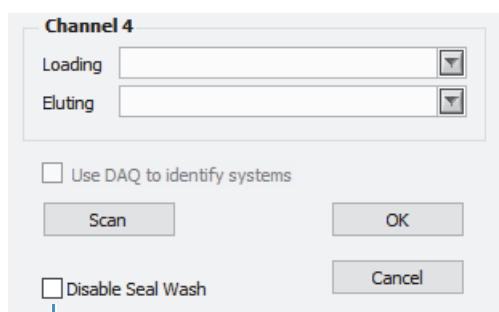 Channel 4
Loading
Eluting
Use DAQ to identify systems
Scan
OK
Disable Seal Wash
Cancel